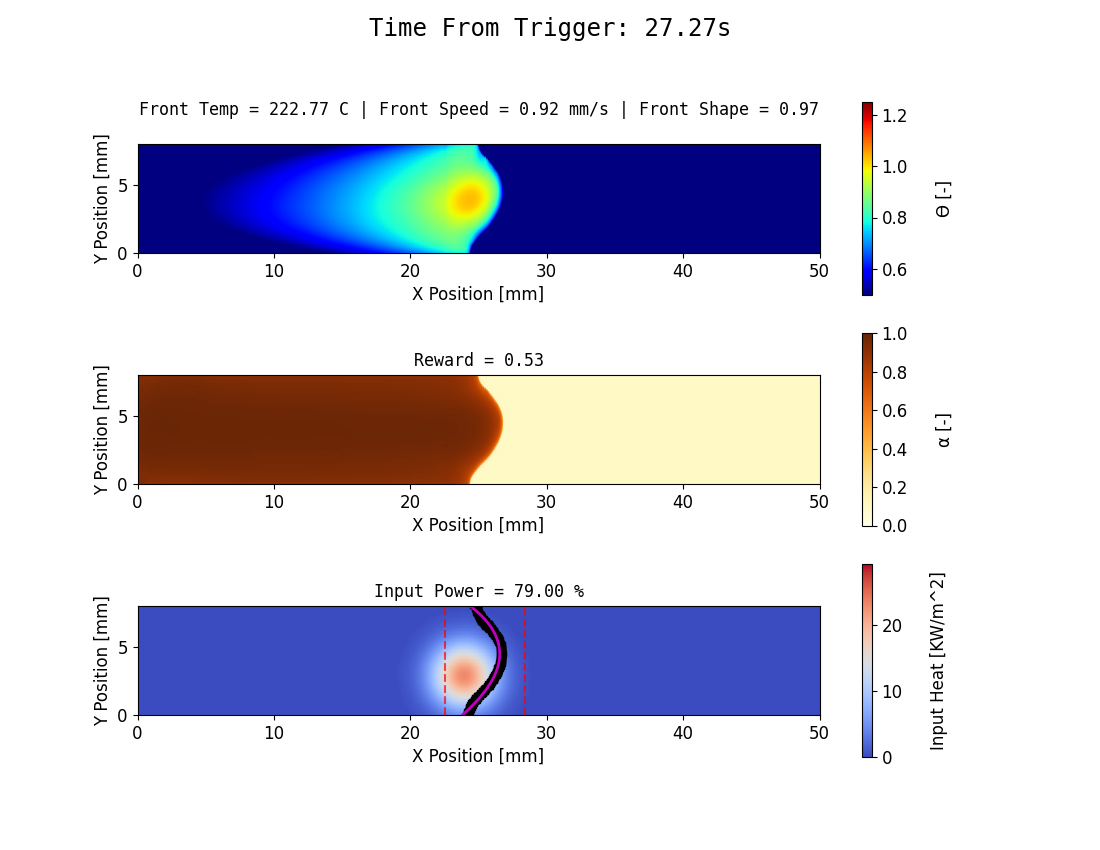 Time From Trigger: 27.27s
Front Temp = 222.77 C | Front Speed = 0.92 mm/s | Front Shape = 0.97
Y Position [mm]
5
0
0 10 20 30 40 50
X Position [mm]
1.2
1.0
0.8
0.6
Θ [-]
Reward = 0.53
Y Position [mm]
5
0
0 10 20 30 40 50
X Position [mm]
1.0
0.8
0.6
0.4
0.2
0.0
α [-]
Input Power = 79.00 %
Y Position [mm]
5
0
0 10 20 30 40 50
X Position [mm]
20
10
0
Input Heat [KW/m^2]